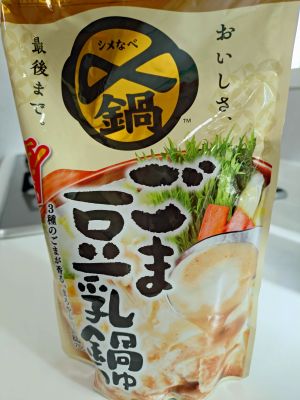 おいしさ、
最後まで。
シメなべ
〆鍋
TM
ごま
豆乳鍋つゆ
3種のごまが香る